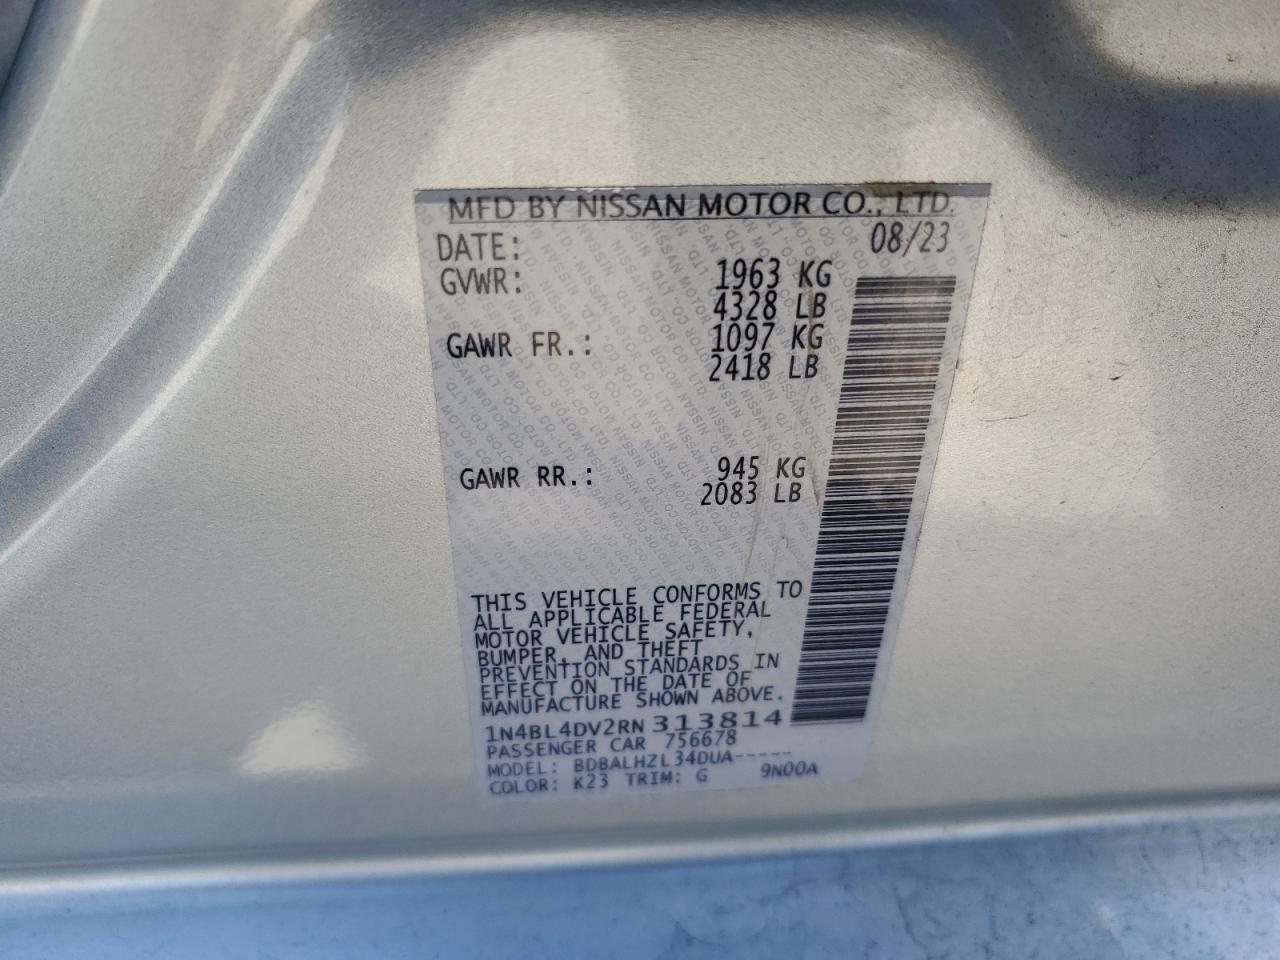 MFD BY NISSAN MOTOR CO., LTD.
DATE: 08/23
GVWR: 1963 KG
4328 LB
GAWR FR.: 1097 KG
2418 LB
GAWR RR.: 945 KG
2083 LB
THIS VEHICLE CONFORMS TO
ALL APPLICABLE FEDERAL
MOTOR VEHICLE SAFETY,
BUMPER, AND THEFT
PREVENTION STANDARDS IN
EFFECT ON THE DATE OF
MANUFACTURE SHOWN ABOVE.
1N4BL4DV2RN313814
PASSENGER CAR 756678
MODEL: BDBALHZL34DUA-----
COLOR: K23 TRIM: G 9N00A